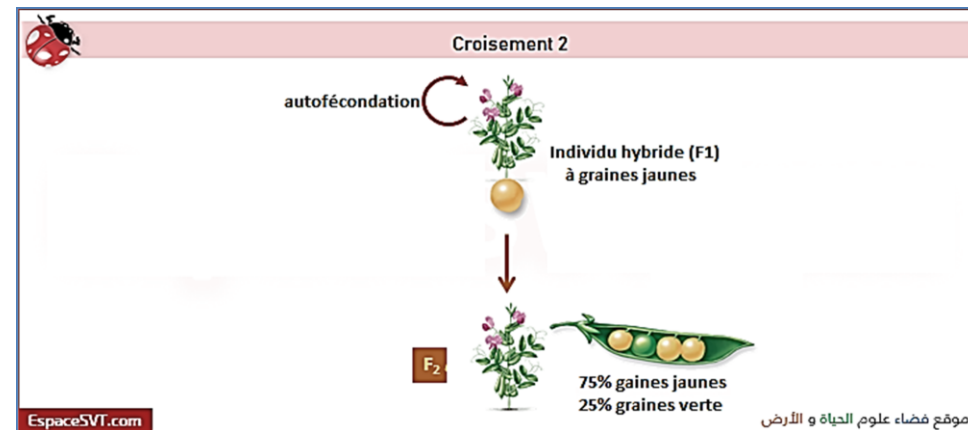 Croisement 2
autofécondation
Individu hybride (F1)
à graines jaunes
F₂
75% gaines jaunes
25% graines verte
EspaceSVT.com
موقع فضاء علوم الحياة و الأرض